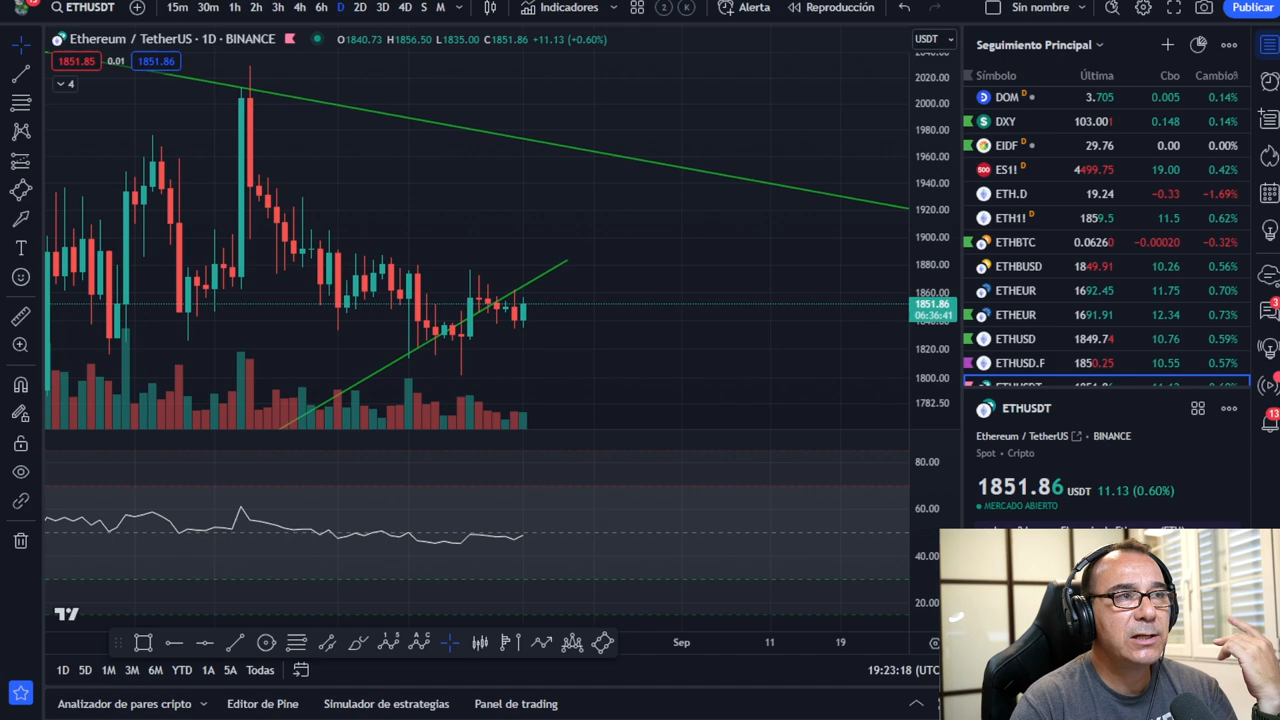 13
ETHUSDT
15m 30m 1h 2h 3h 4h 6h D 2D 3D 4D S M
Indicadores
2 K
Alerta
Reproducción
Sin nombre
Publicar
Ethereum / TetherUS · 1D · BINANCE
O1840.73 H1856.50 L1835.00 C1851.86 +11.13 (+0.60%)
USDT
1851.85 0.01 1851.86
4
2020.00
2000.00
1980.00
1960.00
1940.00
1920.00
1900.00
1880.00
1860.00
1851.86
06:36:41
1820.00
1800.00
1782.50
80.00
60.00
40.00
20.00
Sep 11 19
1D 5D 1M 3M 6M YTD 1A 5A Todas
19:23:18 (UTC
Analizador de pares cripto Editor de Pine Simulador de estrategias Panel de trading
Seguimiento Principal
Símbolo Última Cbo Cambio%
DOM D 3.705 0.005 0.14%
DXY 103.001 0.148 0.14%
EIDF D 29.76 0.00 0.00%
500 ES1! D 4499.75 19.00 0.42%
ETH.D 19.24 −0.33 −1.69%
ETH1! D 1859.5 11.5 0.62%
ETHBTC 0.06260 −0.00020 −0.32%
ETHBUSD 1849.91 10.26 0.56%
ETHEUR 1692.45 11.75 0.70%
ETHEUR 1691.91 12.34 0.73%
ETHUSD 1849.74 10.76 0.59%
ETHUSD.F 1850.25 10.55 0.57%
ETHUSDT
ETHUSDT
Ethereum / TetherUS · BINANCE
Spot · Cripto
1851.86 USDT 11.13 (0.60%)
MERCADO ABIERTO
3
13